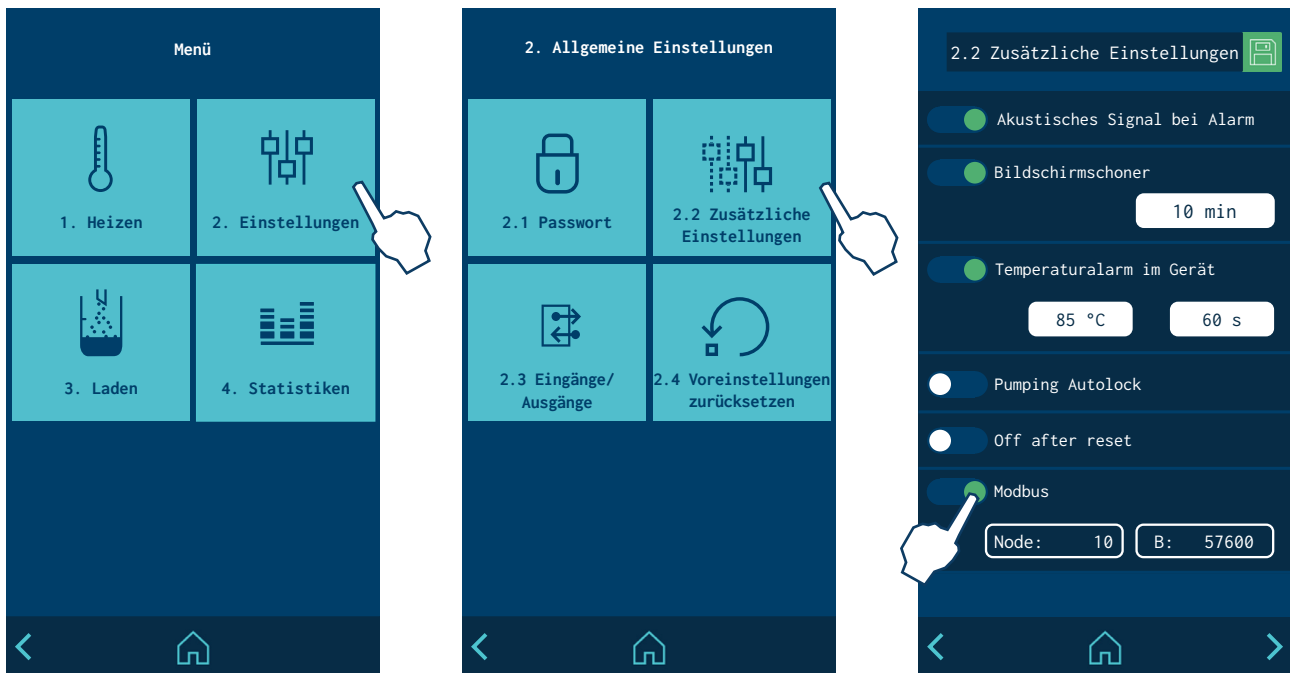 Menü
1. Heizen
2. Einstellungen
3. Laden
4. Statistiken
2. Allgemeine Einstellungen
2.1 Passwort
2.2 Zusätzliche
Einstellungen
2.3 Eingänge/
Ausgänge
2.4 Voreinstellungen
zurücksetzen
2.2 Zusätzliche Einstellungen
Akustisches Signal bei Alarm
Bildschirmschoner
10 min
Temperaturalarm im Gerät
85 °C
60 s
Pumping Autolock
Off after reset
Modbus
Node: 10
B: 57600